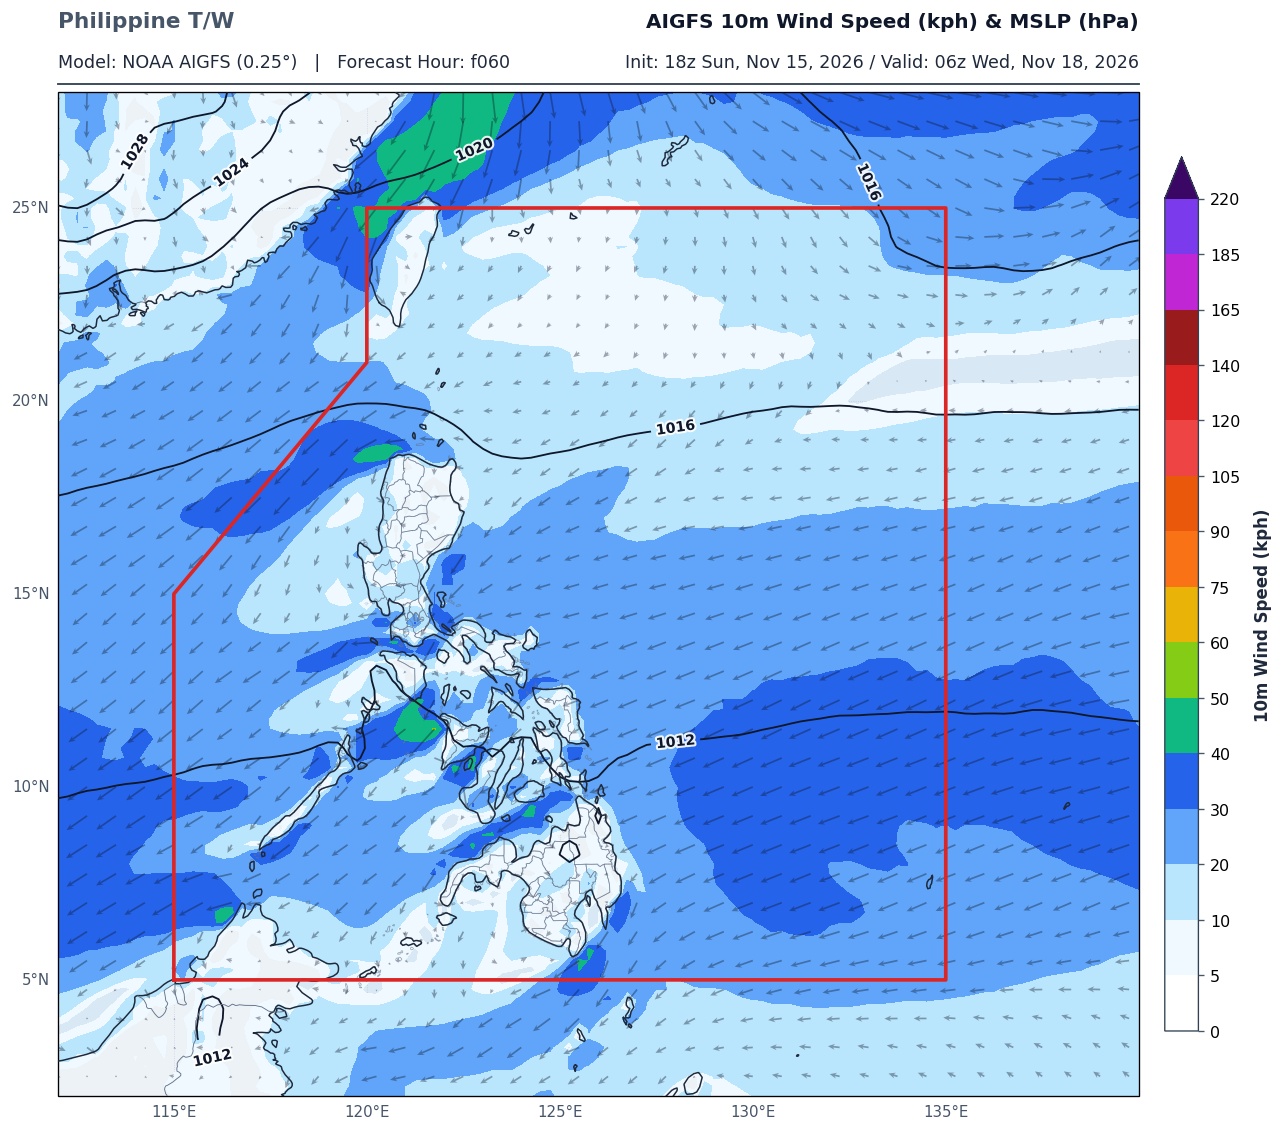 Philippine T/W
AIGFS 10m Wind Speed (kph) & MSLP (hPa)
Model: NOAA AIGFS (0.25°) | Forecast Hour: f060
Init: 18z Sun, Nov 15, 2026 / Valid: 06z Wed, Nov 18, 2026
1028
1024
1020
1016
1016
1012
1012
25°N
20°N
15°N
10°N
5°N
115°E
120°E
125°E
130°E
135°E
220
185
165
140
120
105
90
75
60
50
40
30
20
10
5
0
10m Wind Speed (kph)